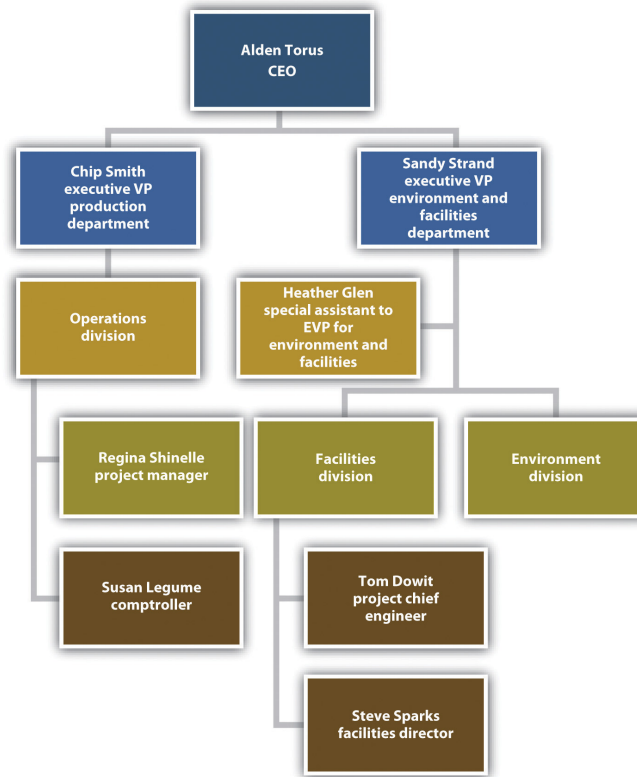 Alden Torus
CEO
Chip Smith
executive VP
production
department
Sandy Strand
executive VP
environment and
facilities
department
Operations
division
Heather Glen
special assistant to
EVP for
environment and
facilities
Regina Shinelle
project manager
Facilities
division
Environment
division
Susan Legume
comptroller
Tom Dowit
project chief
engineer
Steve Sparks
facilities director